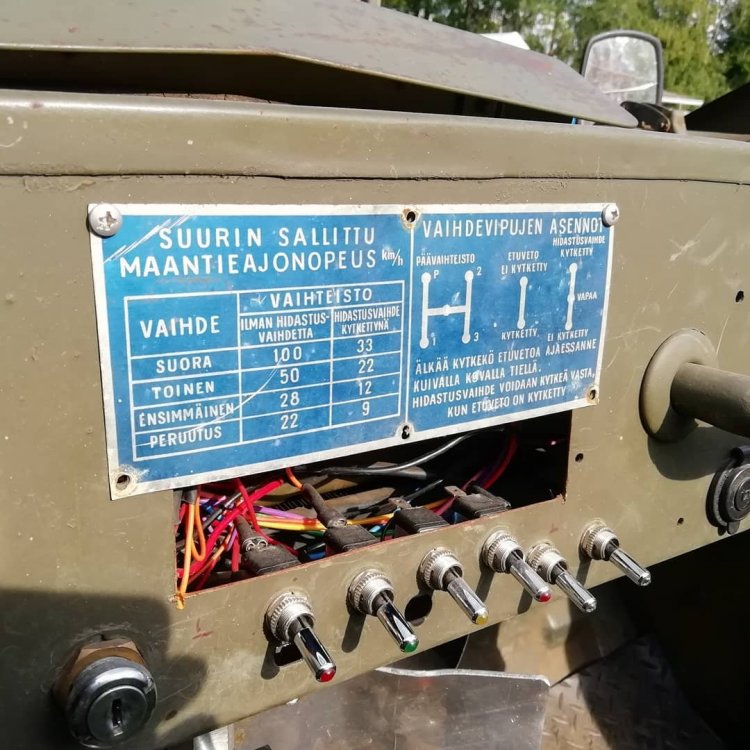 SUURIN SALLITTU
MAANTIEAJONOPEUS km/h
VAIHDE
VAIHTEISTO
ILMAN HIDASTUS-
VAIHDETTA
HIDASTUSVAIHDE
KYTKETTYNÄ
SUORA 100 33
TOINEN 50 22
ENSIMMÄINEN 28 12
PERUUTUS 22 9
VAIHDEVIPUJEN ASENNOT
PÄÄVAIHTEISTO
P 2
1 3
ETUVETO
EI KYTKETTY
KYTKETTY
HIDASTUSVAIHDE
KYTKETTY
VAPAA
EI KYTKETTY
ÄLKÄÄ KYTKEKÖ ETUVETOA AJAESSANNE
KUIVALLA KOVALLA TIELLÄ.
HIDASTUSVAIHDE VOIDAAN KYTKEÄ VASTA,
KUN ETUVETO ON KYTKETTY